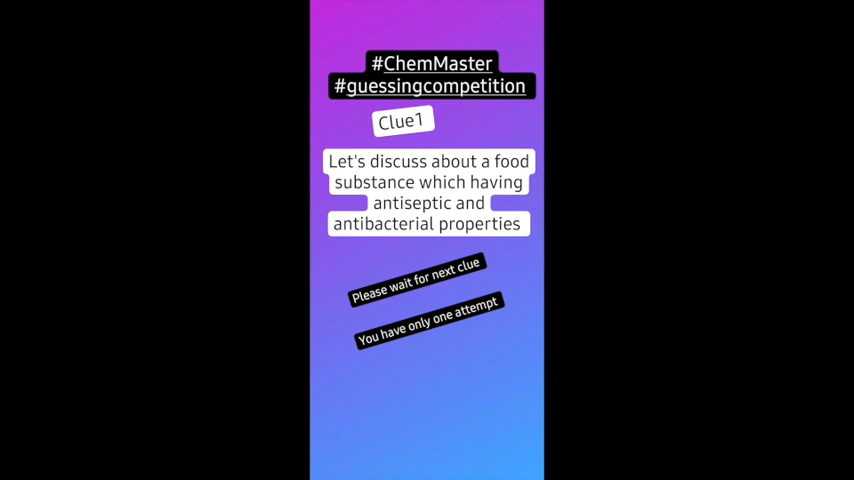 #ChemMaster
#guessingcompetition
Clue1
Let's discuss about a food
substance which having
antiseptic and
antibacterial properties
Please wait for next clue
You have only one attempt